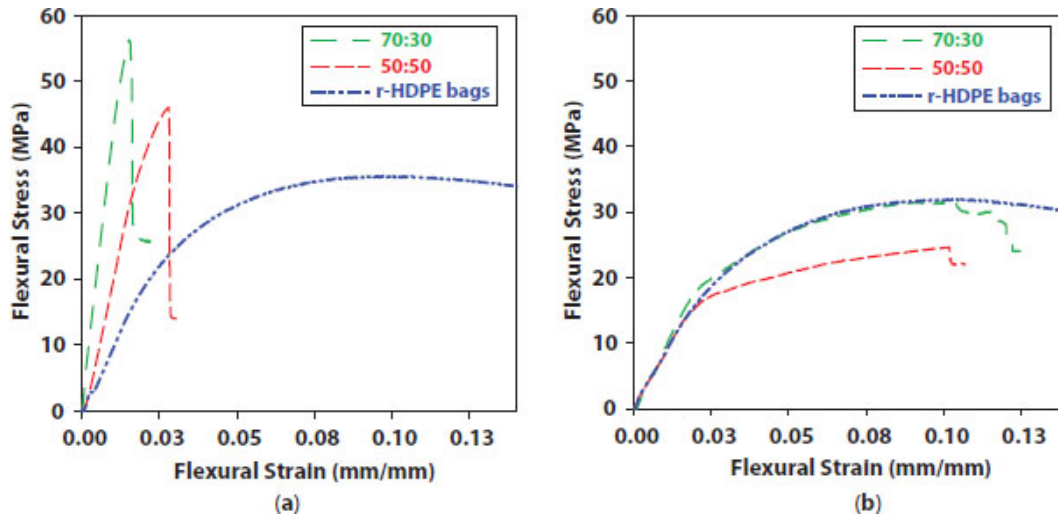 60
50
40
30
20
10
0
Flexural Stress (MPa)
70:30
50:50
r-HDPE bags
0.00 0.03 0.05 0.08 0.10 0.13
Flexural Strain (mm/mm)
(a)
60
50
40
30
20
10
0
Flexural Stress (MPa)
70:30
50:50
r-HDPE bags
0.00 0.03 0.05 0.08 0.10 0.13
Flexural Strain (mm/mm)
(b)